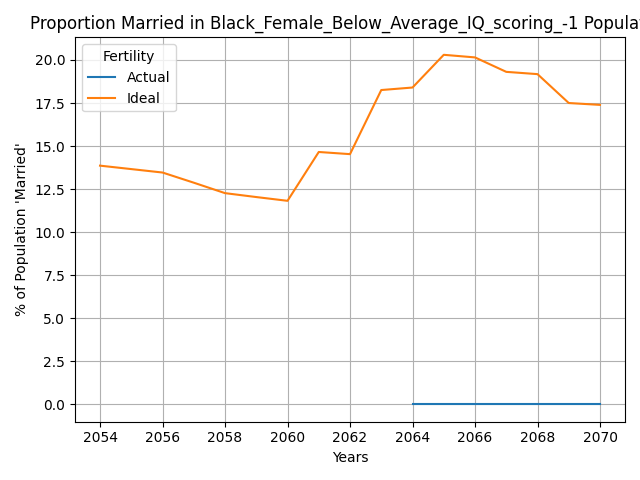 Proportion Married in Black_Female_Below_Average_IQ_scoring_-1 Populat
Fertility
Actual
Ideal
% of Population 'Married'
20.0
17.5
15.0
12.5
10.0
7.5
5.0
2.5
0.0
2054 2056 2058 2060 2062 2064 2066 2068 2070
Years